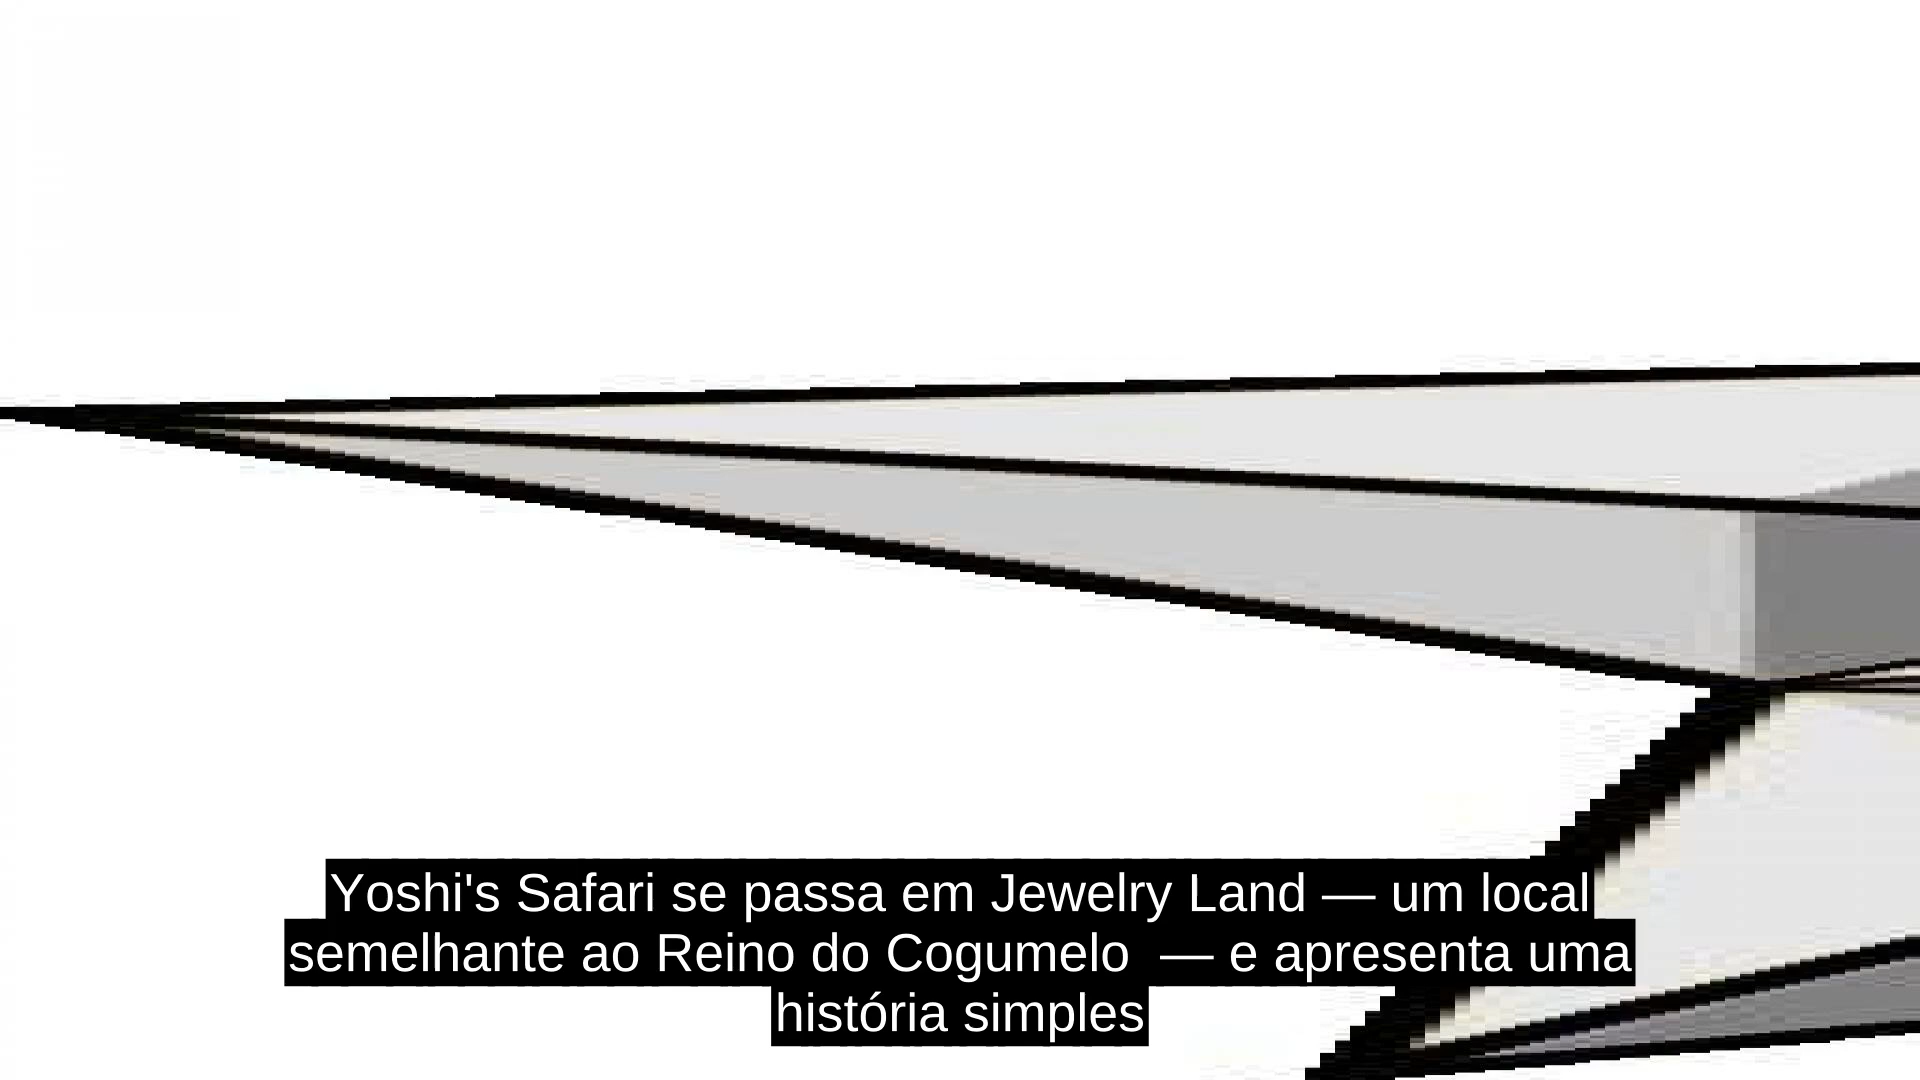 Yoshi's Safari se passa em Jewelry Land — um local
semelhante ao Reino do Cogumelo  — e apresenta uma
história simples